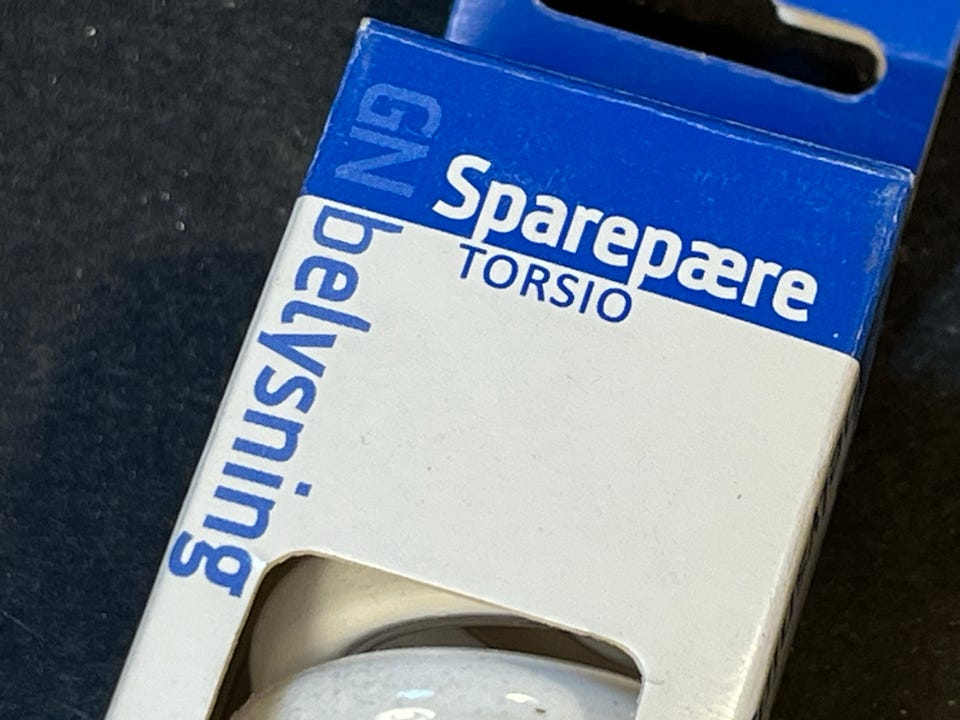 Sparepære
TORSIO
GN belysning